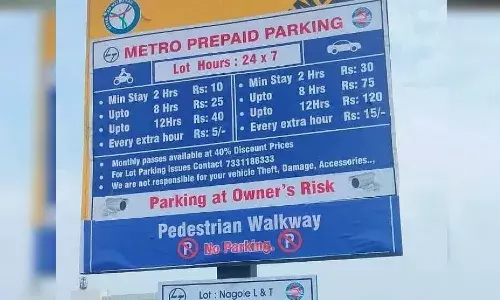 METRO PREPAID PARKING
Lot Hours : 24 x 7
• Min Stay 2 Hrs Rs: 10
• Upto 8 Hrs Rs: 25
• Upto 12Hrs Rs: 40
• Every extra hour Rs: 5/-
• Min Stay 2 Hrs Rs: 30
• Upto 8 Hrs Rs: 75
• Upto 12Hrs Rs: 120
• Every extra hour Rs: 15/-
• Monthly passes available at 40% Discount Prices
• For Lot Parking issues Contact 7331186333
• We are not responsible for your vehicle Theft, Damage, Accessories...
Parking at Owner's Risk
Pedestrian Walkway
P No Parking. P
Lot : Nagole L & T